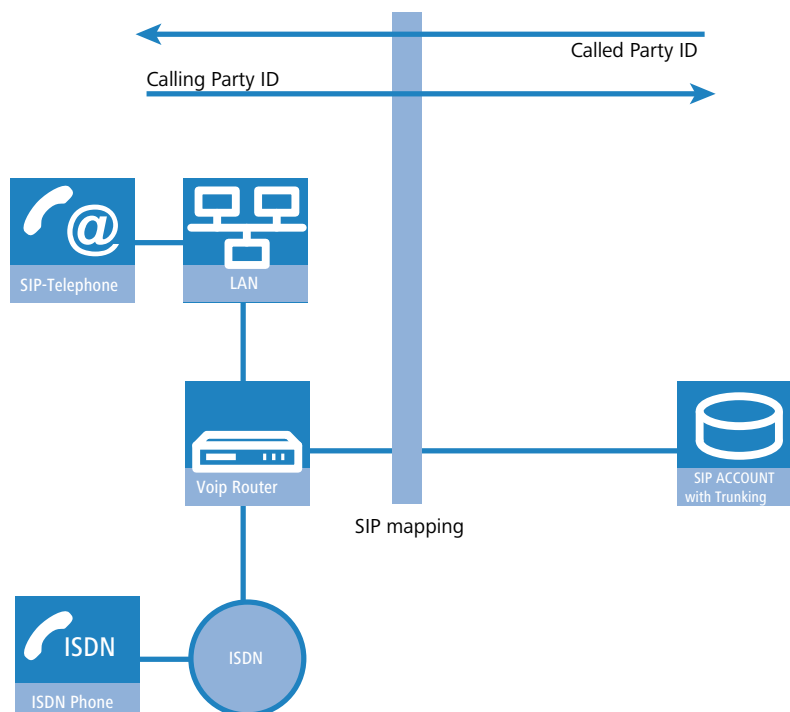 Called Party ID
Calling Party ID
@
SIP-Telephone
LAN
Voip Router
SIP ACCOUNT
with Trunking
SIP mapping
ISDN
ISDN Phone
ISDN